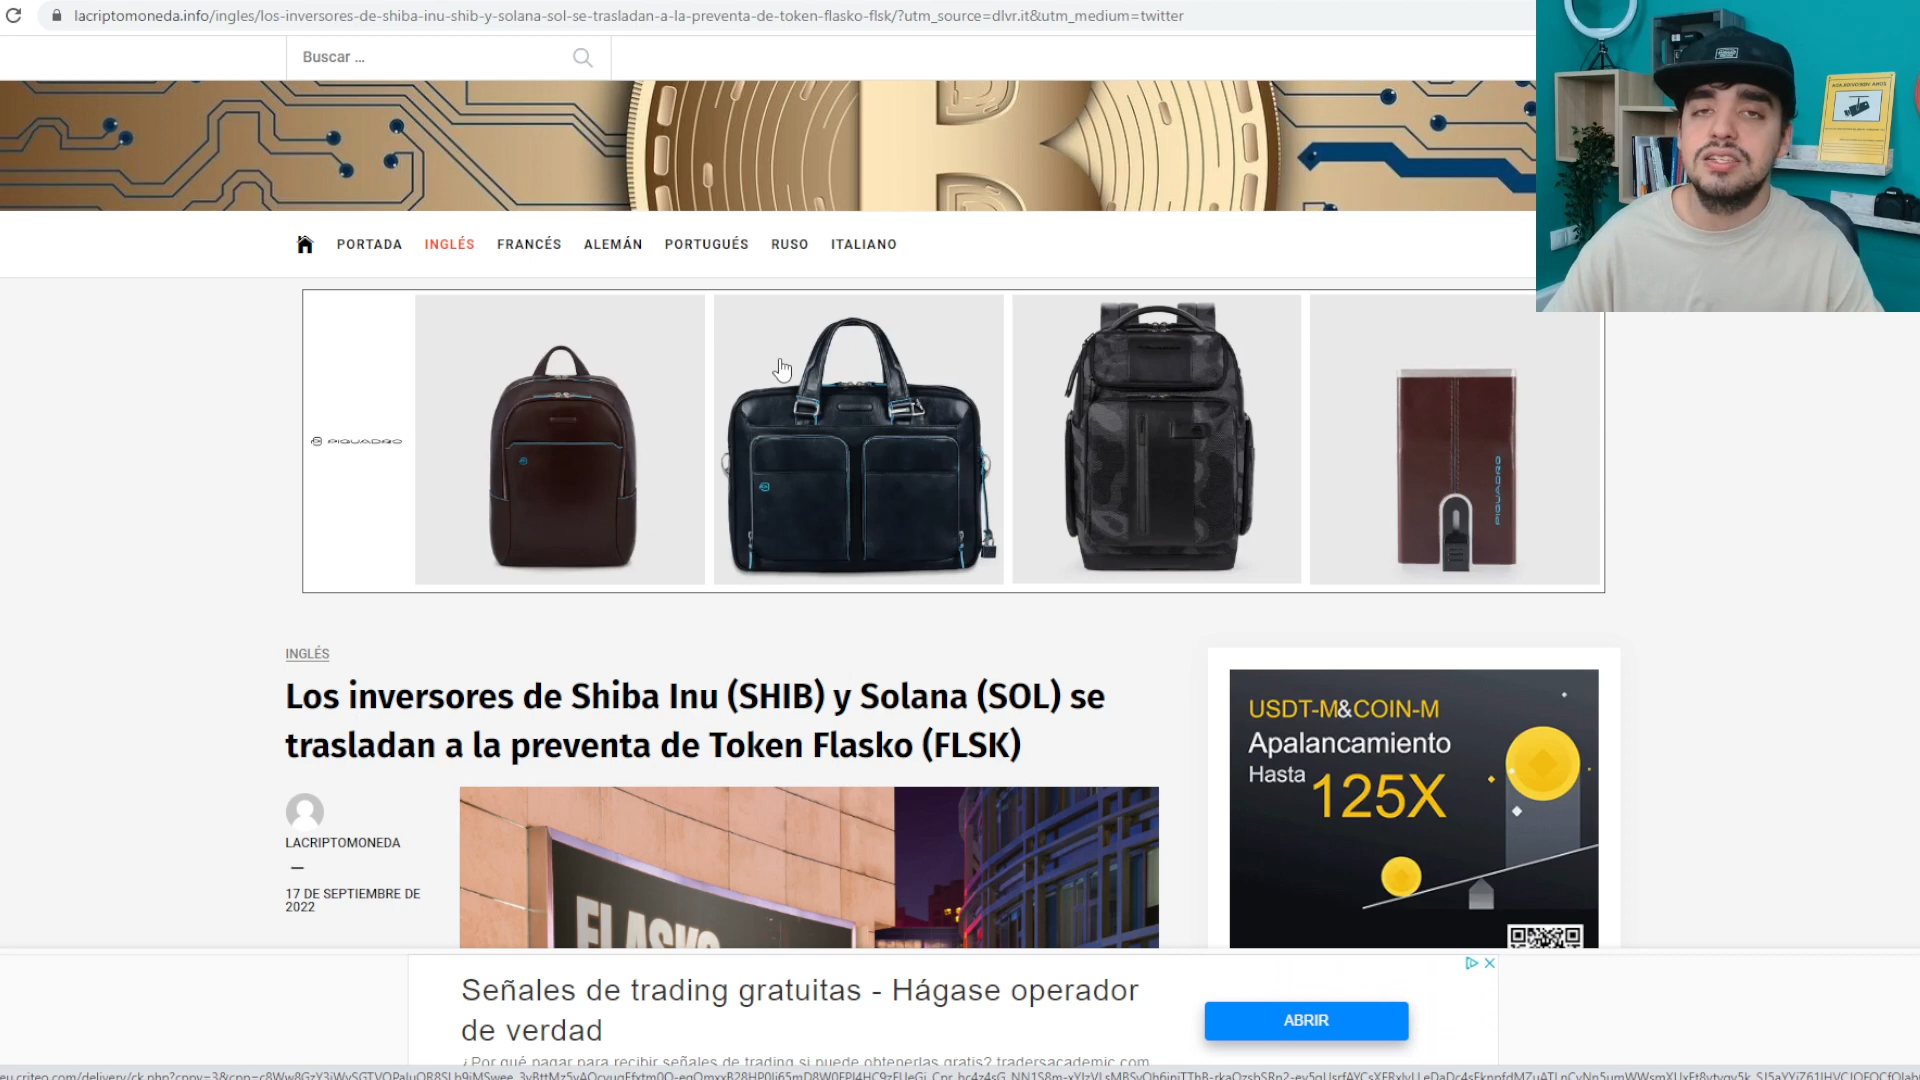 lacriptomoneda.info/ingles/los-inversores-de-shiba-inu-shib-y-solana-sol-se-trasladan-a-la-preventa-de-token-flasko-flsk/?utm_source=dlvr.it&utm_medium=twitter
Buscar ...
PORTADA INGLÉS FRANCÉS ALEMÁN PORTUGUÉS RUSO ITALIANO
PIQUADRO
PIQUADRO
INGLÉS
Los inversores de Shiba Inu (SHIB) y Solana (SOL) se
trasladan a la preventa de Token Flasko (FLSK)
LACRIPTOMONEDA
—
17 DE SEPTIEMBRE DE
2022
FLASKO
USDT-M&COIN-M
Apalancamiento
Hasta 125X
Señales de trading gratuitas - Hágase operador
de verdad
¿Por qué pagar para recibir señales de trading si puede obtenerlas gratis? tradersacademic.com
ABRIR